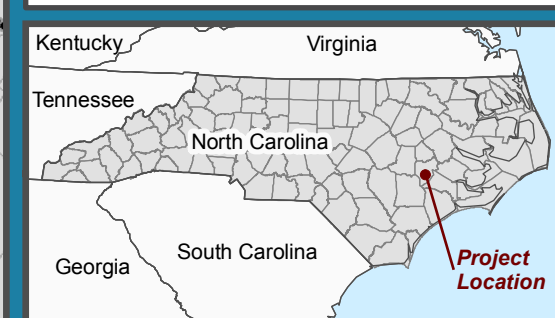 Kentucky
Virginia
Tennessee
North Carolina
South Carolina
Georgia
Project
Location